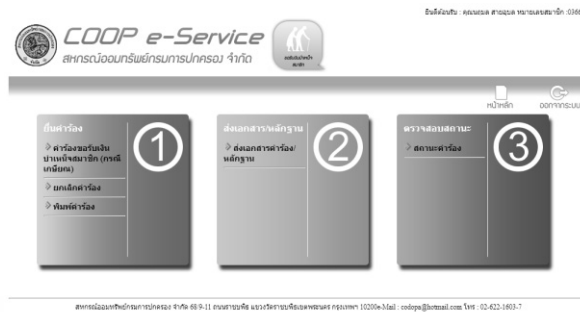 ยินดีต้อนรับ : คุณนฤมล สายอุบล หมายเลขสมาชิก :0366
COOP e-Service
สหกรณ์ออมทรัพย์กรมการปกครอง จำกัด
หน้าหลัก ออกจากระบบ
ยื่นคำร้อง
คำร้องขอรับเงิน
บำเหน็จสมาชิก (กรณี
เกษียณ)
ยกเลิกคำร้อง
พิมพ์คำร้อง
1
ส่งเอกสาร/หลักฐาน
ส่งเอกสารคำร้อง/
หลักฐาน
2
ตรวจสอบสถานะ
สถานะคำร้อง
3
สหกรณ์ออมทรัพย์กรมการปกครอง จำกัด 68/9-11 ถนนราชบพิธ แขวงวัดราชบพิธเขตพระนคร กรุงเทพฯ 10200e-Mail : codopa@hotmail.com โทร : 02-622-1603-7